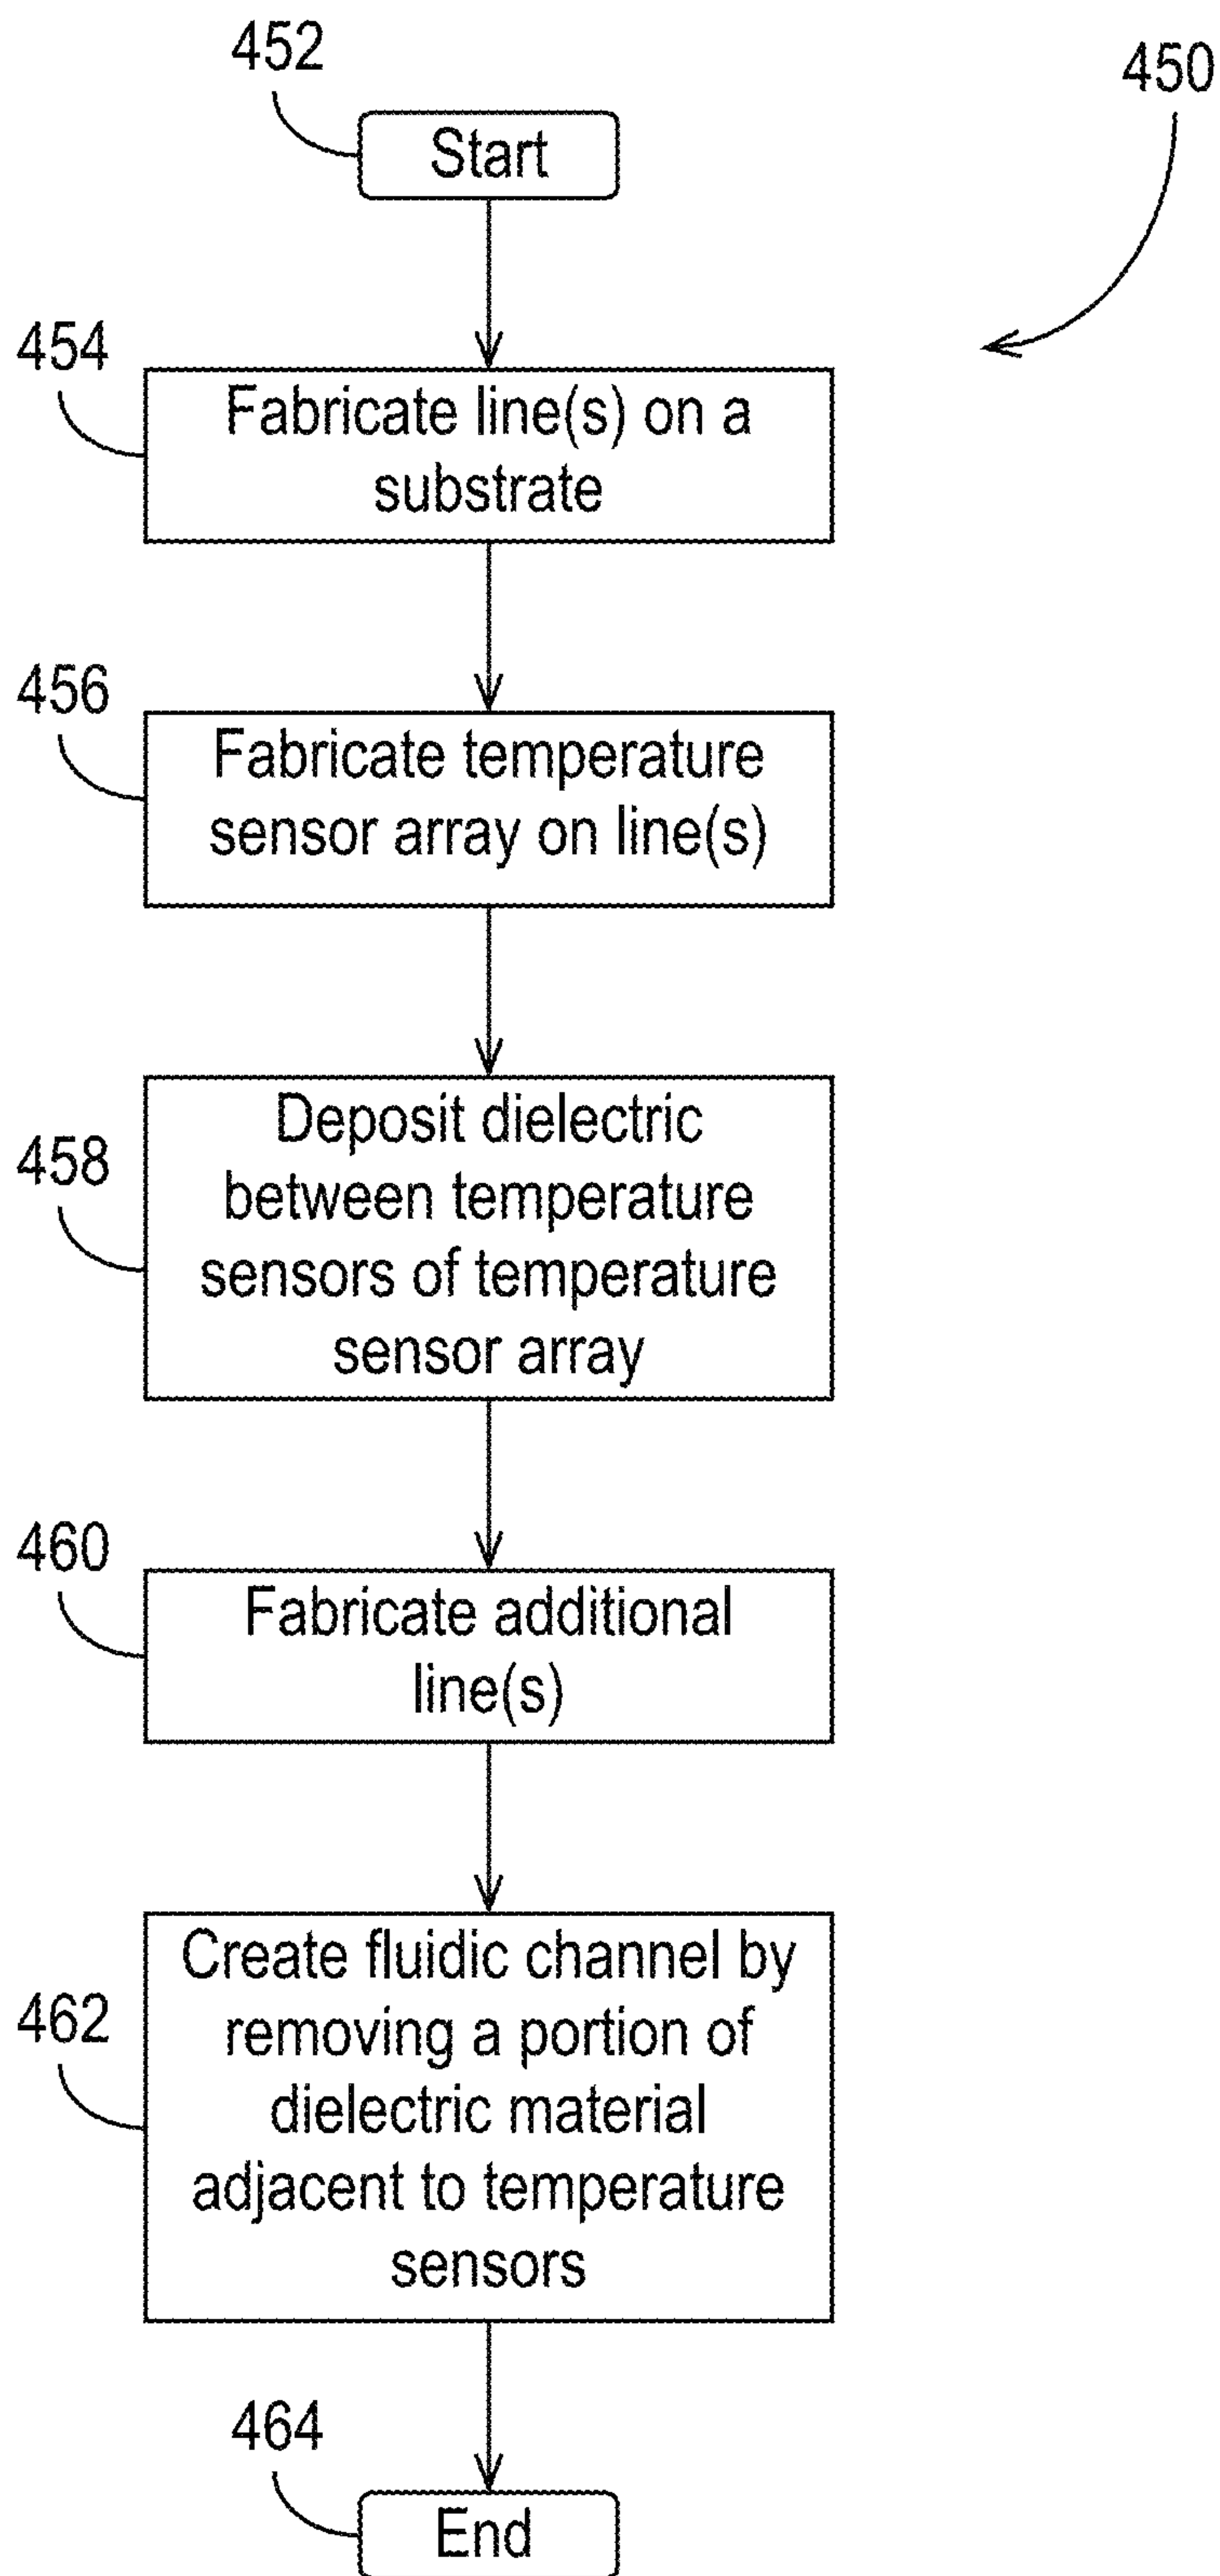 452
450
Start
454
Fabricate line(s) on a
substrate
456
Fabricate temperature
sensor array on line(s)
458
Deposit dielectric
between temperature
sensors of temperature
sensor array
460
Fabricate additional
line(s)
462
Create fluidic channel by
removing a portion of
dielectric material
adjacent to temperature
sensors
464
End